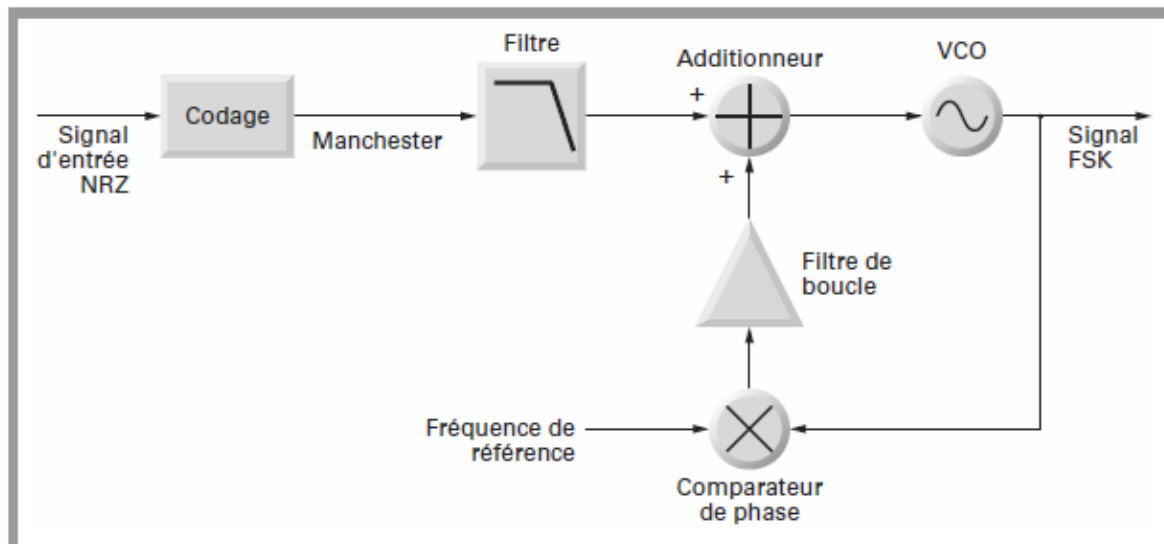 Filtre
Additionneur
VCO
Codage
Signal
d'entrée
NRZ
Manchester
+
+
Signal
FSK
Filtre de
boucle
Fréquence de
référence
Comparateur
de phase